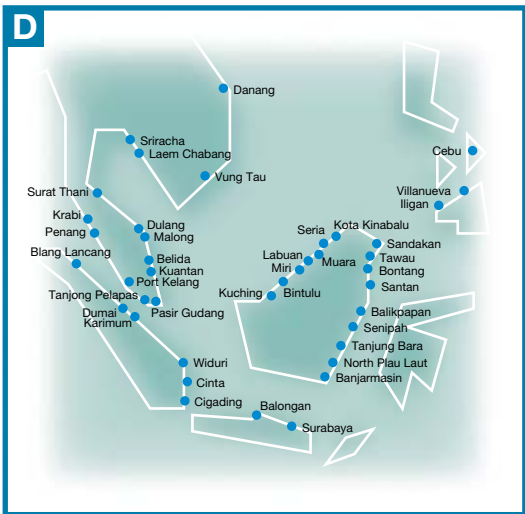 D
Danang
Sriracha
Laem Chabang
Vung Tau
Cebu
Surat Thani
Villanueva
Iligan
Krabi
Penang
Dulang
Malong
Seria
Kota Kinabalu
Sandakan
Blang Lancang
Belida
Kuantan
Labuan
Muara
Tawau
Miri
Bontang
Port Kelang
Kuching
Bintulu
Santan
Tanjong Pelapas
Pasir Gudang
Dumai
Karimum
Balikpapan
Senipah
Tanjung Bara
Widuri
North Plau Laut
Cinta
Banjarmasin
Cigading
Balongan
Surabaya